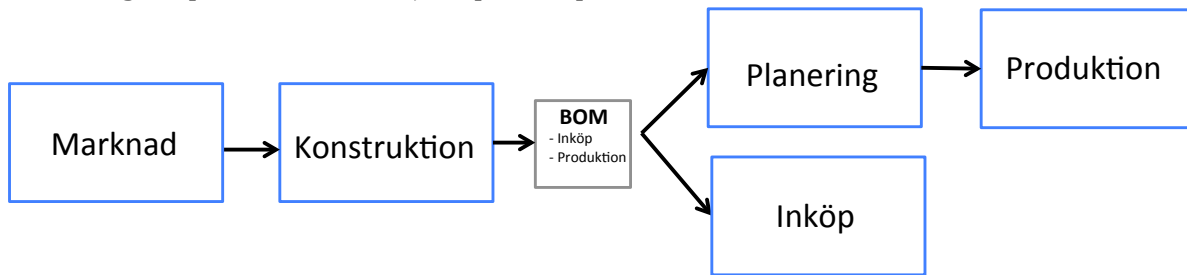 Marknad
Konstruktion
BOM
- Inköp
- Produktion
Planering
Produktion
Inköp